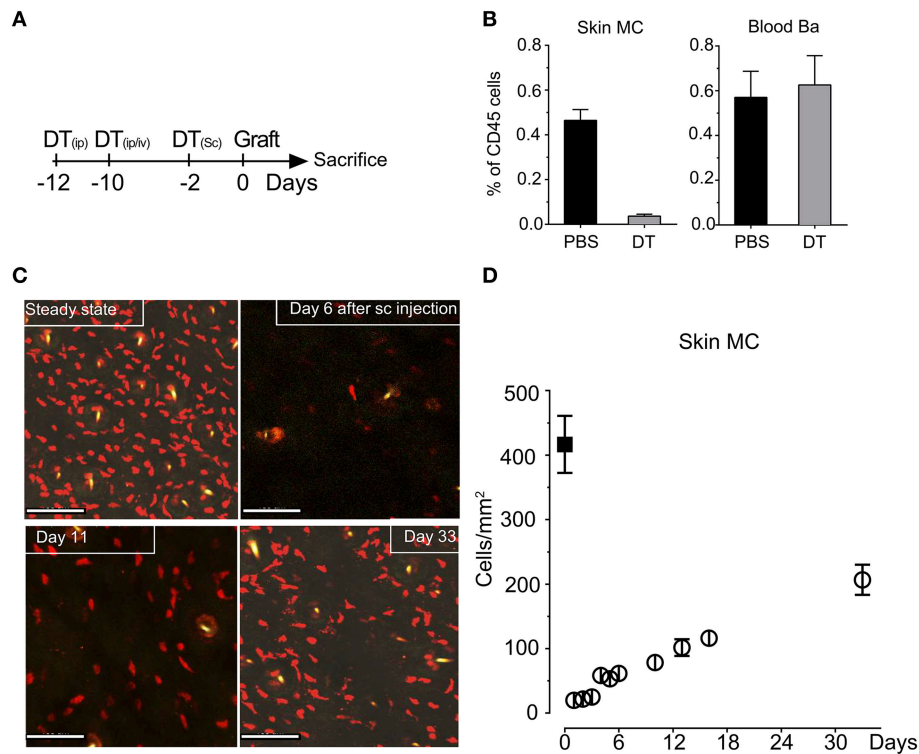 A
DT(ip) DT(ip/iv) DT(Sc) Graft
Sacrifice
-12 -10 -2 0 Days
B
Skin MC Blood Ba
% of CD45 cells
0.8 0.8
0.6 0.6
0.4 0.4
0.2 0.2
0.0 0.0
PBS DT PBS DT
C
Steady state
Day 6 after sc injection
Day 11
Day 33
D
Skin MC
Cells/mm²
500
400
300
200
100
0
0 6 12 18 24 33 Days